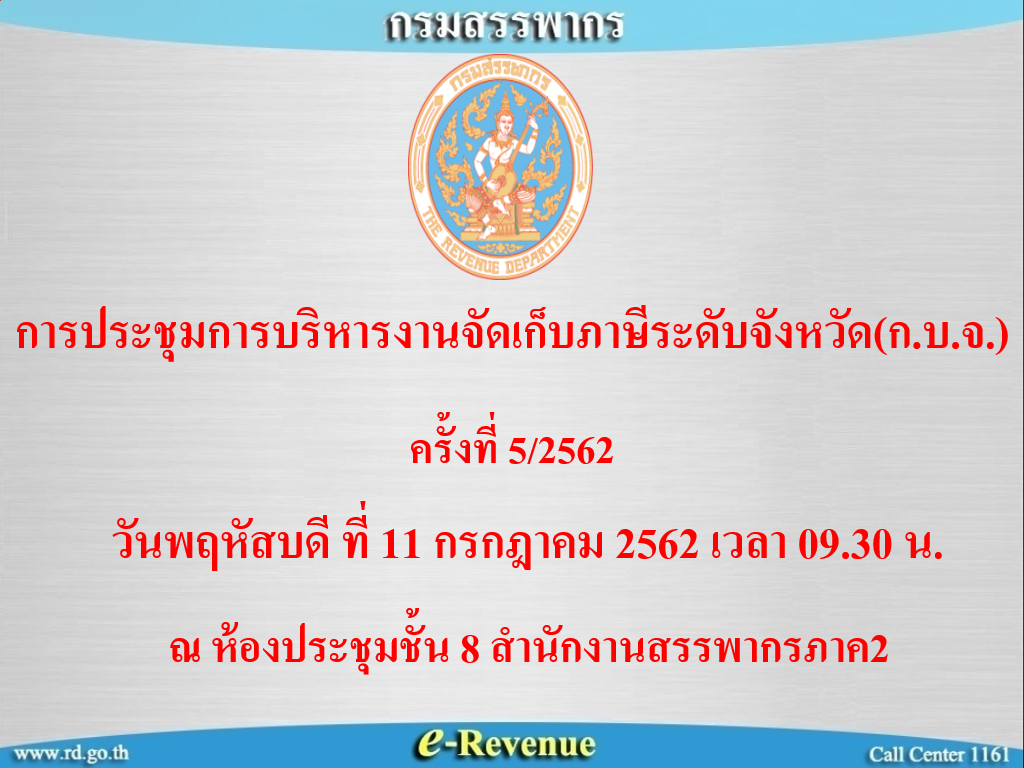 กรมสรรพากร
กรมสรรพากร
THE REVENUE DEPARTMENT
การประชุมการบริหารงานจัดเก็บภาษีระดับจังหวัด(ก.บ.จ.)
ครั้งที่ 5/2562
วันพฤหัสบดี ที่ 11 กรกฎาคม 2562 เวลา 09.30 น.
ณ ห้องประชุมชั้น 8 สำนักงานสรรพากรภาค2
www.rd.go.th
e-Revenue
Call Center 1161